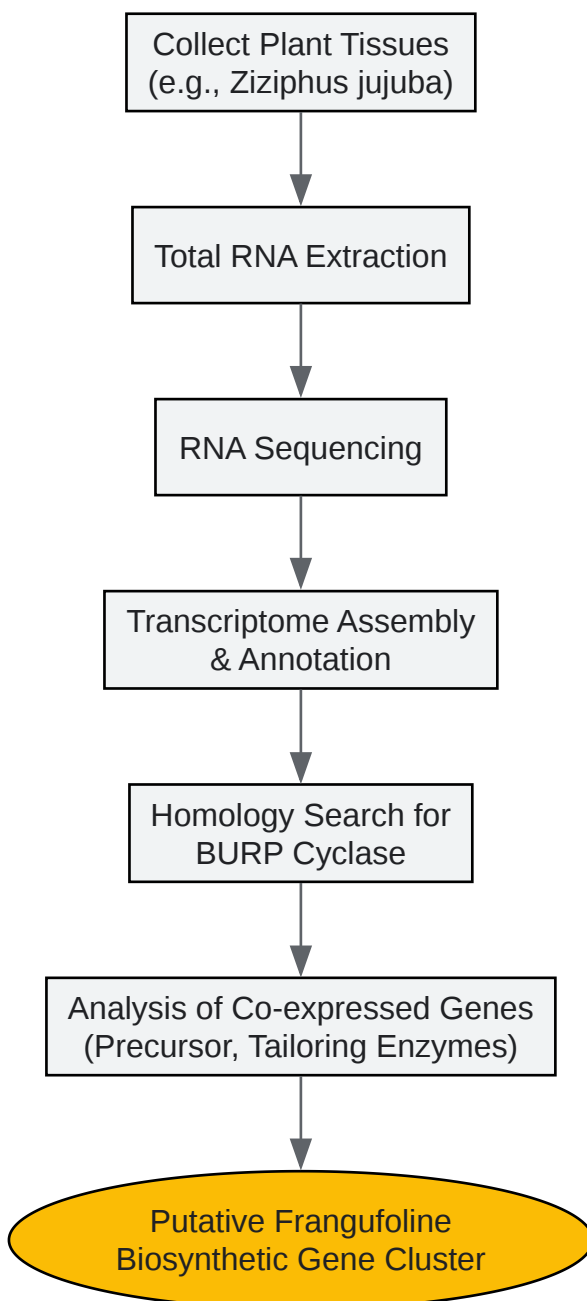 Collect Plant Tissues
(e.g., Ziziphus jujuba)
Total RNA Extraction
RNA Sequencing
Transcriptome Assembly
& Annotation
Homology Search for
BURP Cyclase
Analysis of Co-expressed Genes
(Precursor, Tailoring Enzymes)
Putative Frangufoline
Biosynthetic Gene Cluster